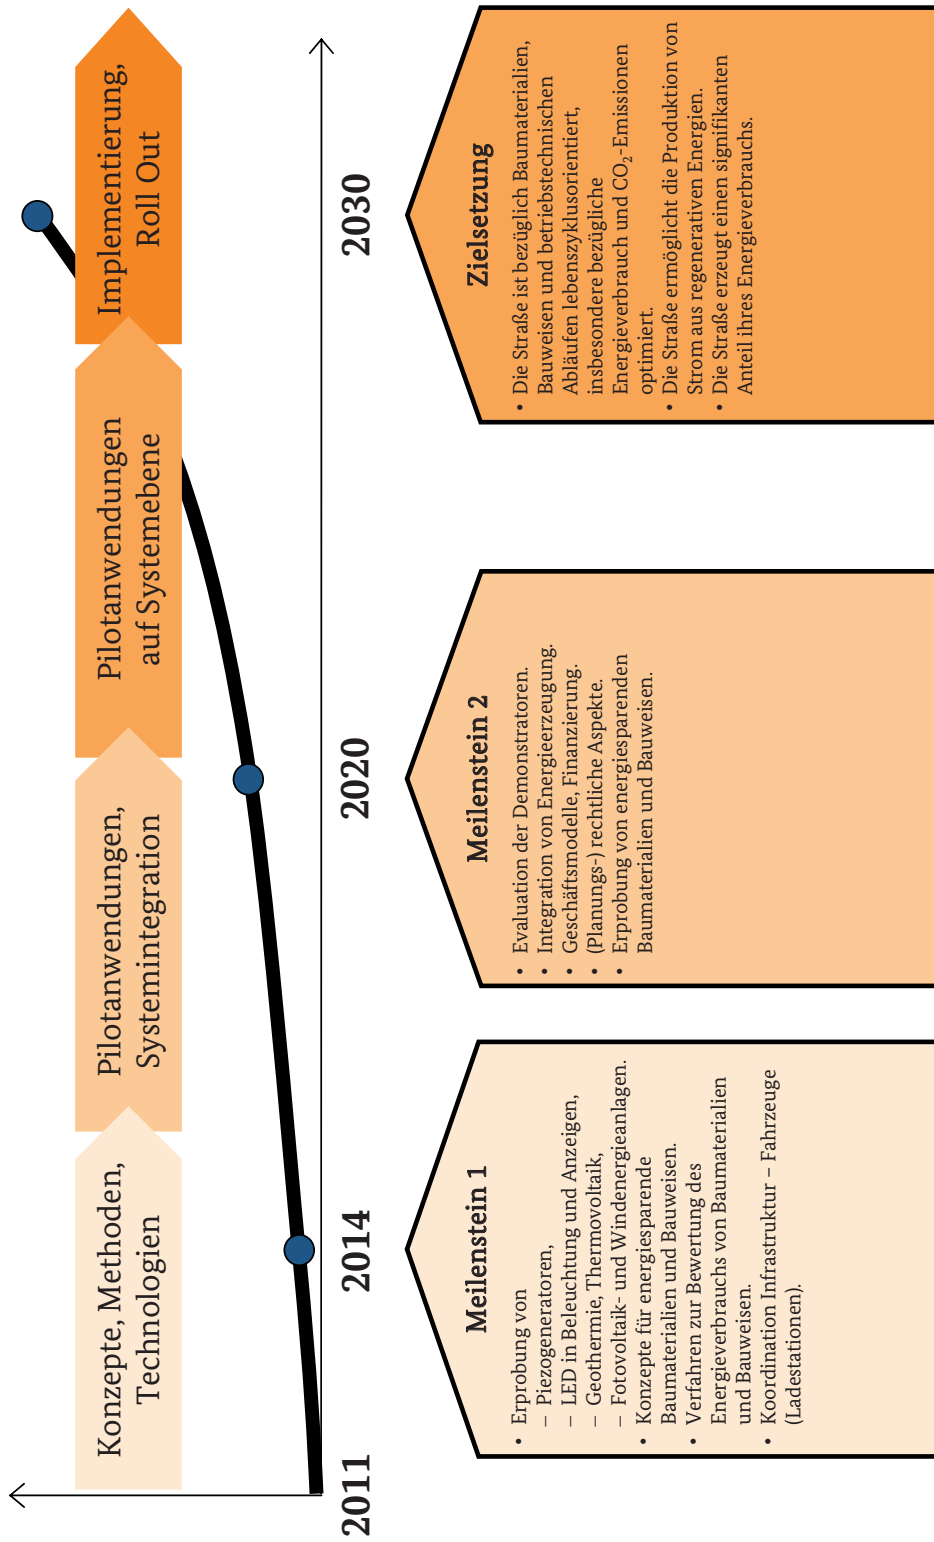 Konzepte, Methoden,
Technologien
Pilotanwendungen,
Systemintegration
Pilotanwendungen
auf Systemebene
Implementierung,
Roll Out
2011
2014
2020
2030
Meilenstein 1
• Erprobung von
– Piezogeneratoren,
– LED in Beleuchtung und Anzeigen,
– Geothermie, Thermovoltaik,
– Fotovoltaik- und Windenergieanlagen.
• Konzepte für energiesparende
Baumaterialien und Bauweisen.
• Verfahren zur Bewertung des
Energieverbrauchs von Baumaterialien
und Bauweisen.
• Koordination Infrastruktur – Fahrzeuge
(Ladestationen).
Meilenstein 2
• Evaluation der Demonstratoren.
• Integration von Energieerzeugung.
• Geschäftsmodelle, Finanzierung.
• (Planungs-) rechtliche Aspekte.
• Erprobung von energiesparenden
Baumaterialien und Bauweisen.
Zielsetzung
• Die Straße ist bezüglich Baumaterialien,
Bauweisen und betriebstechnischen
Abläufen lebenszyklusorientiert,
insbesondere bezügliche
Energieverbrauch und CO₂-Emissionen
optimiert.
• Die Straße ermöglicht die Produktion von
Strom aus regenerativen Energien.
• Die Straße erzeugt einen signifikanten
Anteil ihres Energieverbrauchs.